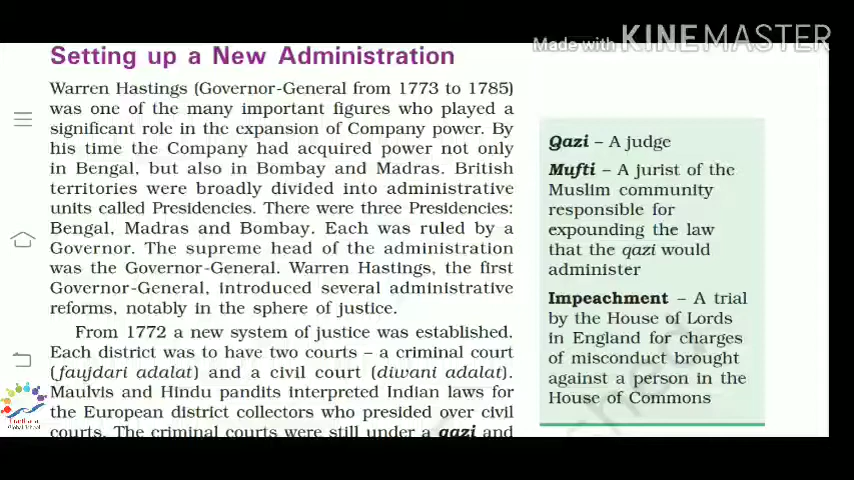 Made with KINEMASTER
Setting up a New Administration
Warren Hastings (Governor-General from 1773 to 1785)
was one of the many important figures who played a
significant role in the expansion of Company power. By
his time the Company had acquired power not only
in Bengal, but also in Bombay and Madras. British
territories were broadly divided into administrative
units called Presidencies. There were three Presidencies:
Bengal, Madras and Bombay. Each was ruled by a
Governor. The supreme head of the administration
was the Governor-General. Warren Hastings, the first
Governor-General, introduced several administrative
reforms, notably in the sphere of justice.
From 1772 a new system of justice was established.
Each district was to have two courts – a criminal court
(faujdari adalat) and a civil court (diwani adalat).
Maulvis and Hindu pandits interpreted Indian laws for
the European district collectors who presided over civil
courts. The criminal courts were still under a qazi and
Qazi – A judge
Mufti – A jurist of the
Muslim community
responsible for
expounding the law
that the qazi would
administer
Impeachment – A trial
by the House of Lords
in England for charges
of misconduct brought
against a person in the
House of Commons